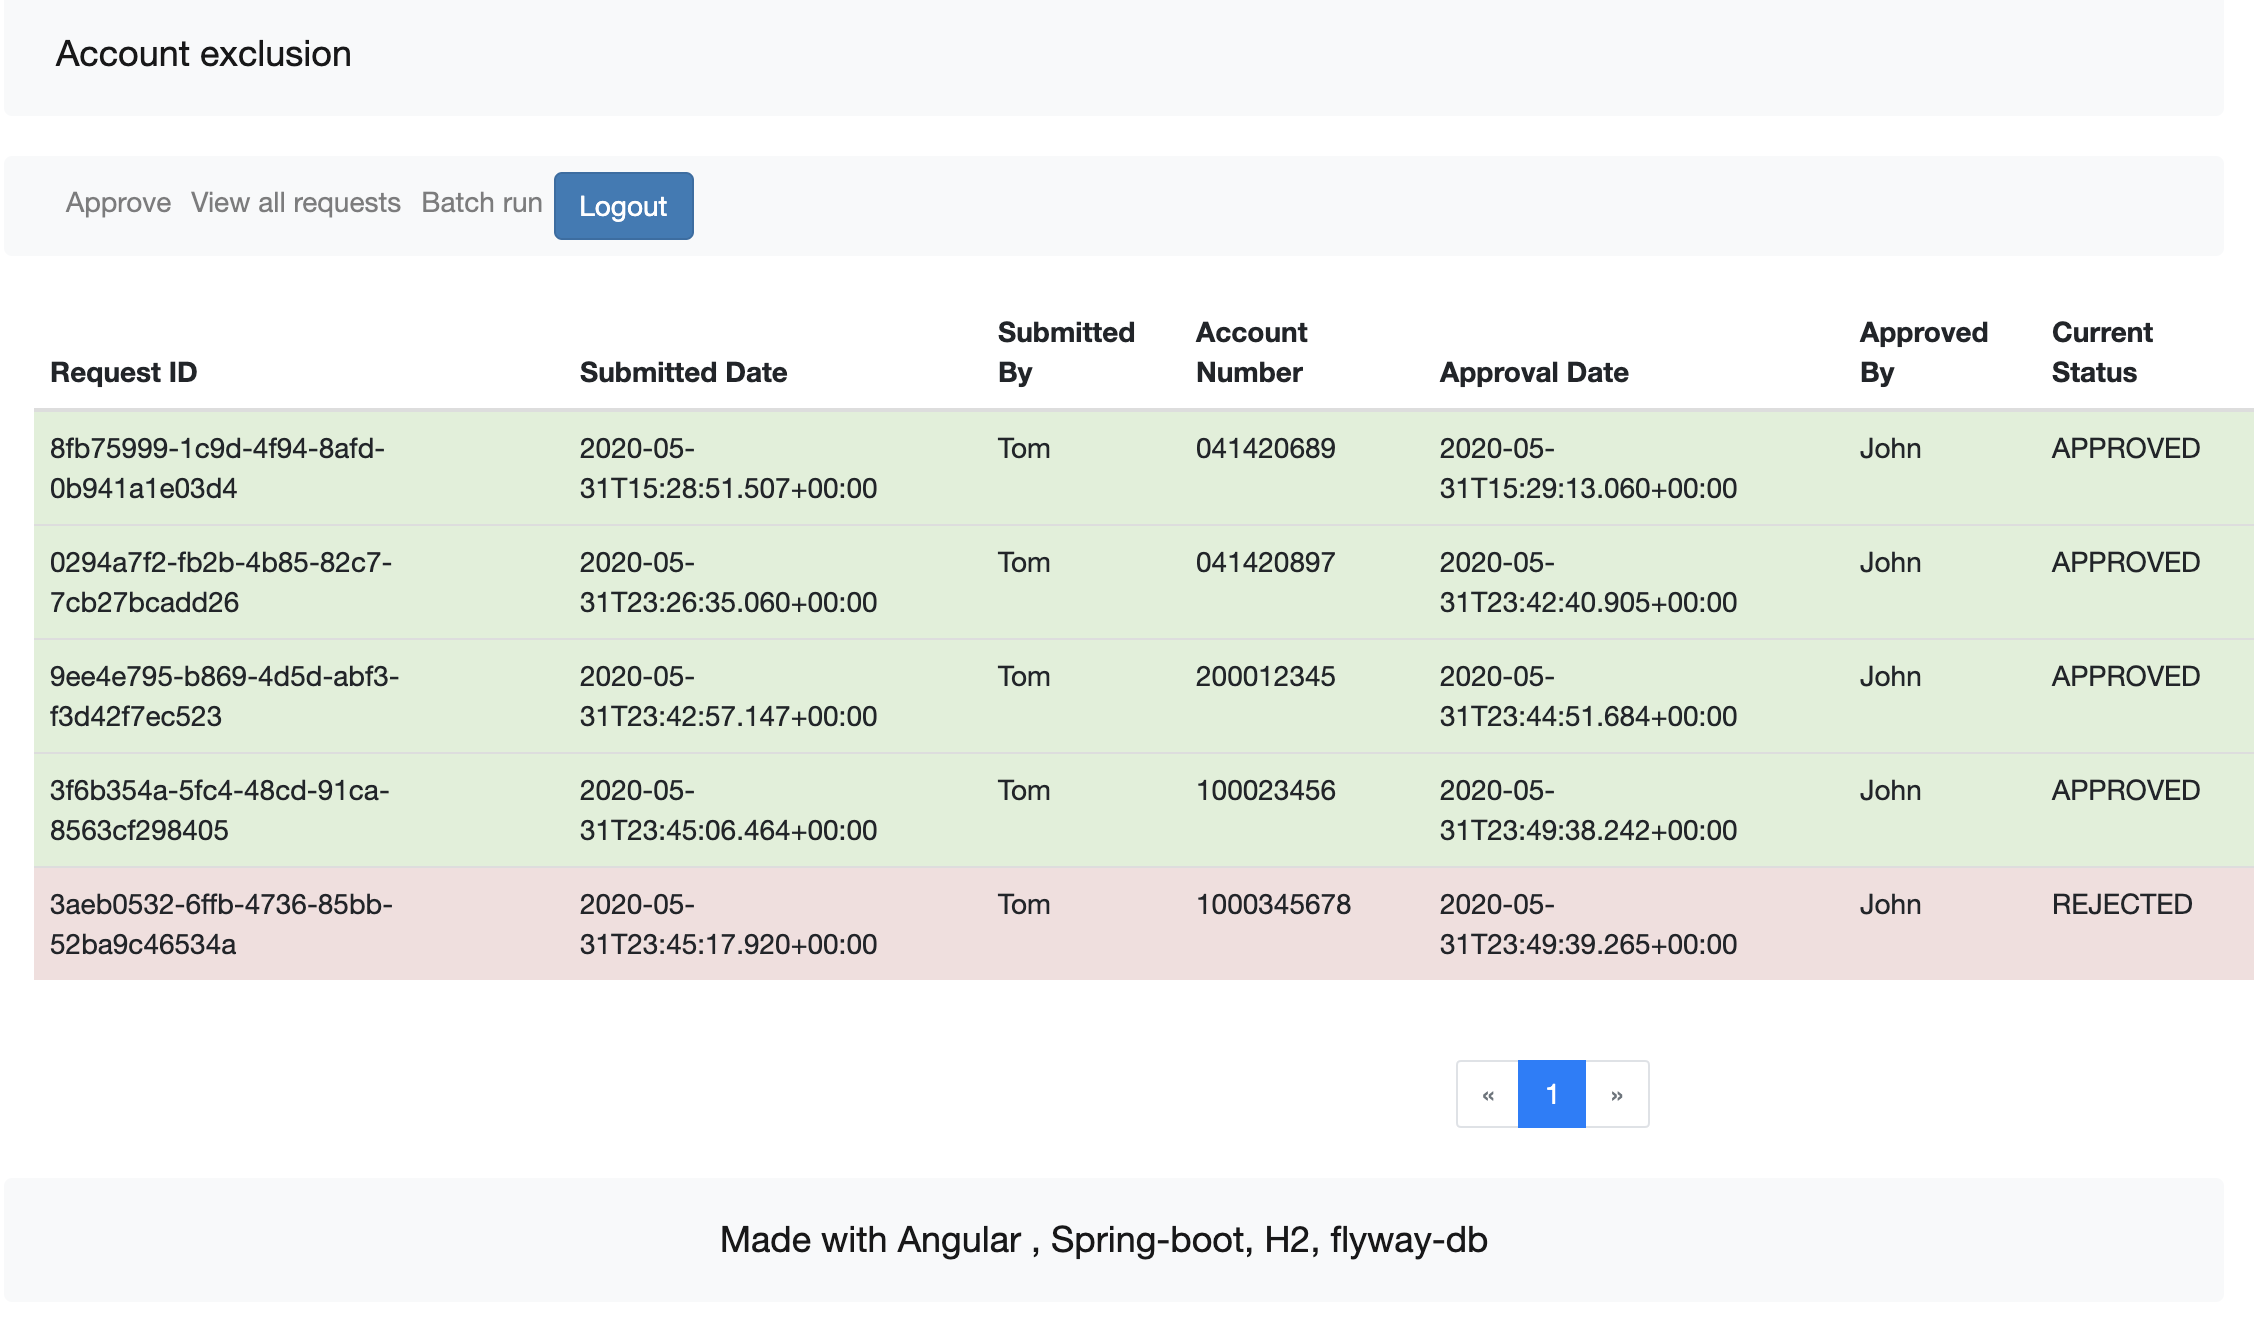 Account exclusion
Approve View all requests Batch run Logout
Request ID Submitted Date Submitted By Account Number Approval Date Approved By Current Status
8fb75999-1c9d-4f94-8afd- 2020-05- Tom 041420689 2020-05- John APPROVED
0b941a1e03d4 31T15:28:51.507+00:00 31T15:29:13.060+00:00
0294a7f2-fb2b-4b85-82c7- 2020-05- Tom 041420897 2020-05- John APPROVED
7cb27bcadd26 31T23:26:35.060+00:00 31T23:42:40.905+00:00
9ee4e795-b869-4d5d-abf3- 2020-05- Tom 200012345 2020-05- John APPROVED
f3d42f7ec523 31T23:42:57.147+00:00 31T23:44:51.684+00:00
3f6b354a-5fc4-48cd-91ca- 2020-05- Tom 100023456 2020-05- John APPROVED
8563cf298405 31T23:45:06.464+00:00 31T23:49:38.242+00:00
3aeb0532-6ffb-4736-85bb- 2020-05- Tom 1000345678 2020-05- John REJECTED
52ba9c46534a 31T23:45:17.920+00:00 31T23:49:39.265+00:00
« 1 »
Made with Angular , Spring-boot, H2, flyway-db